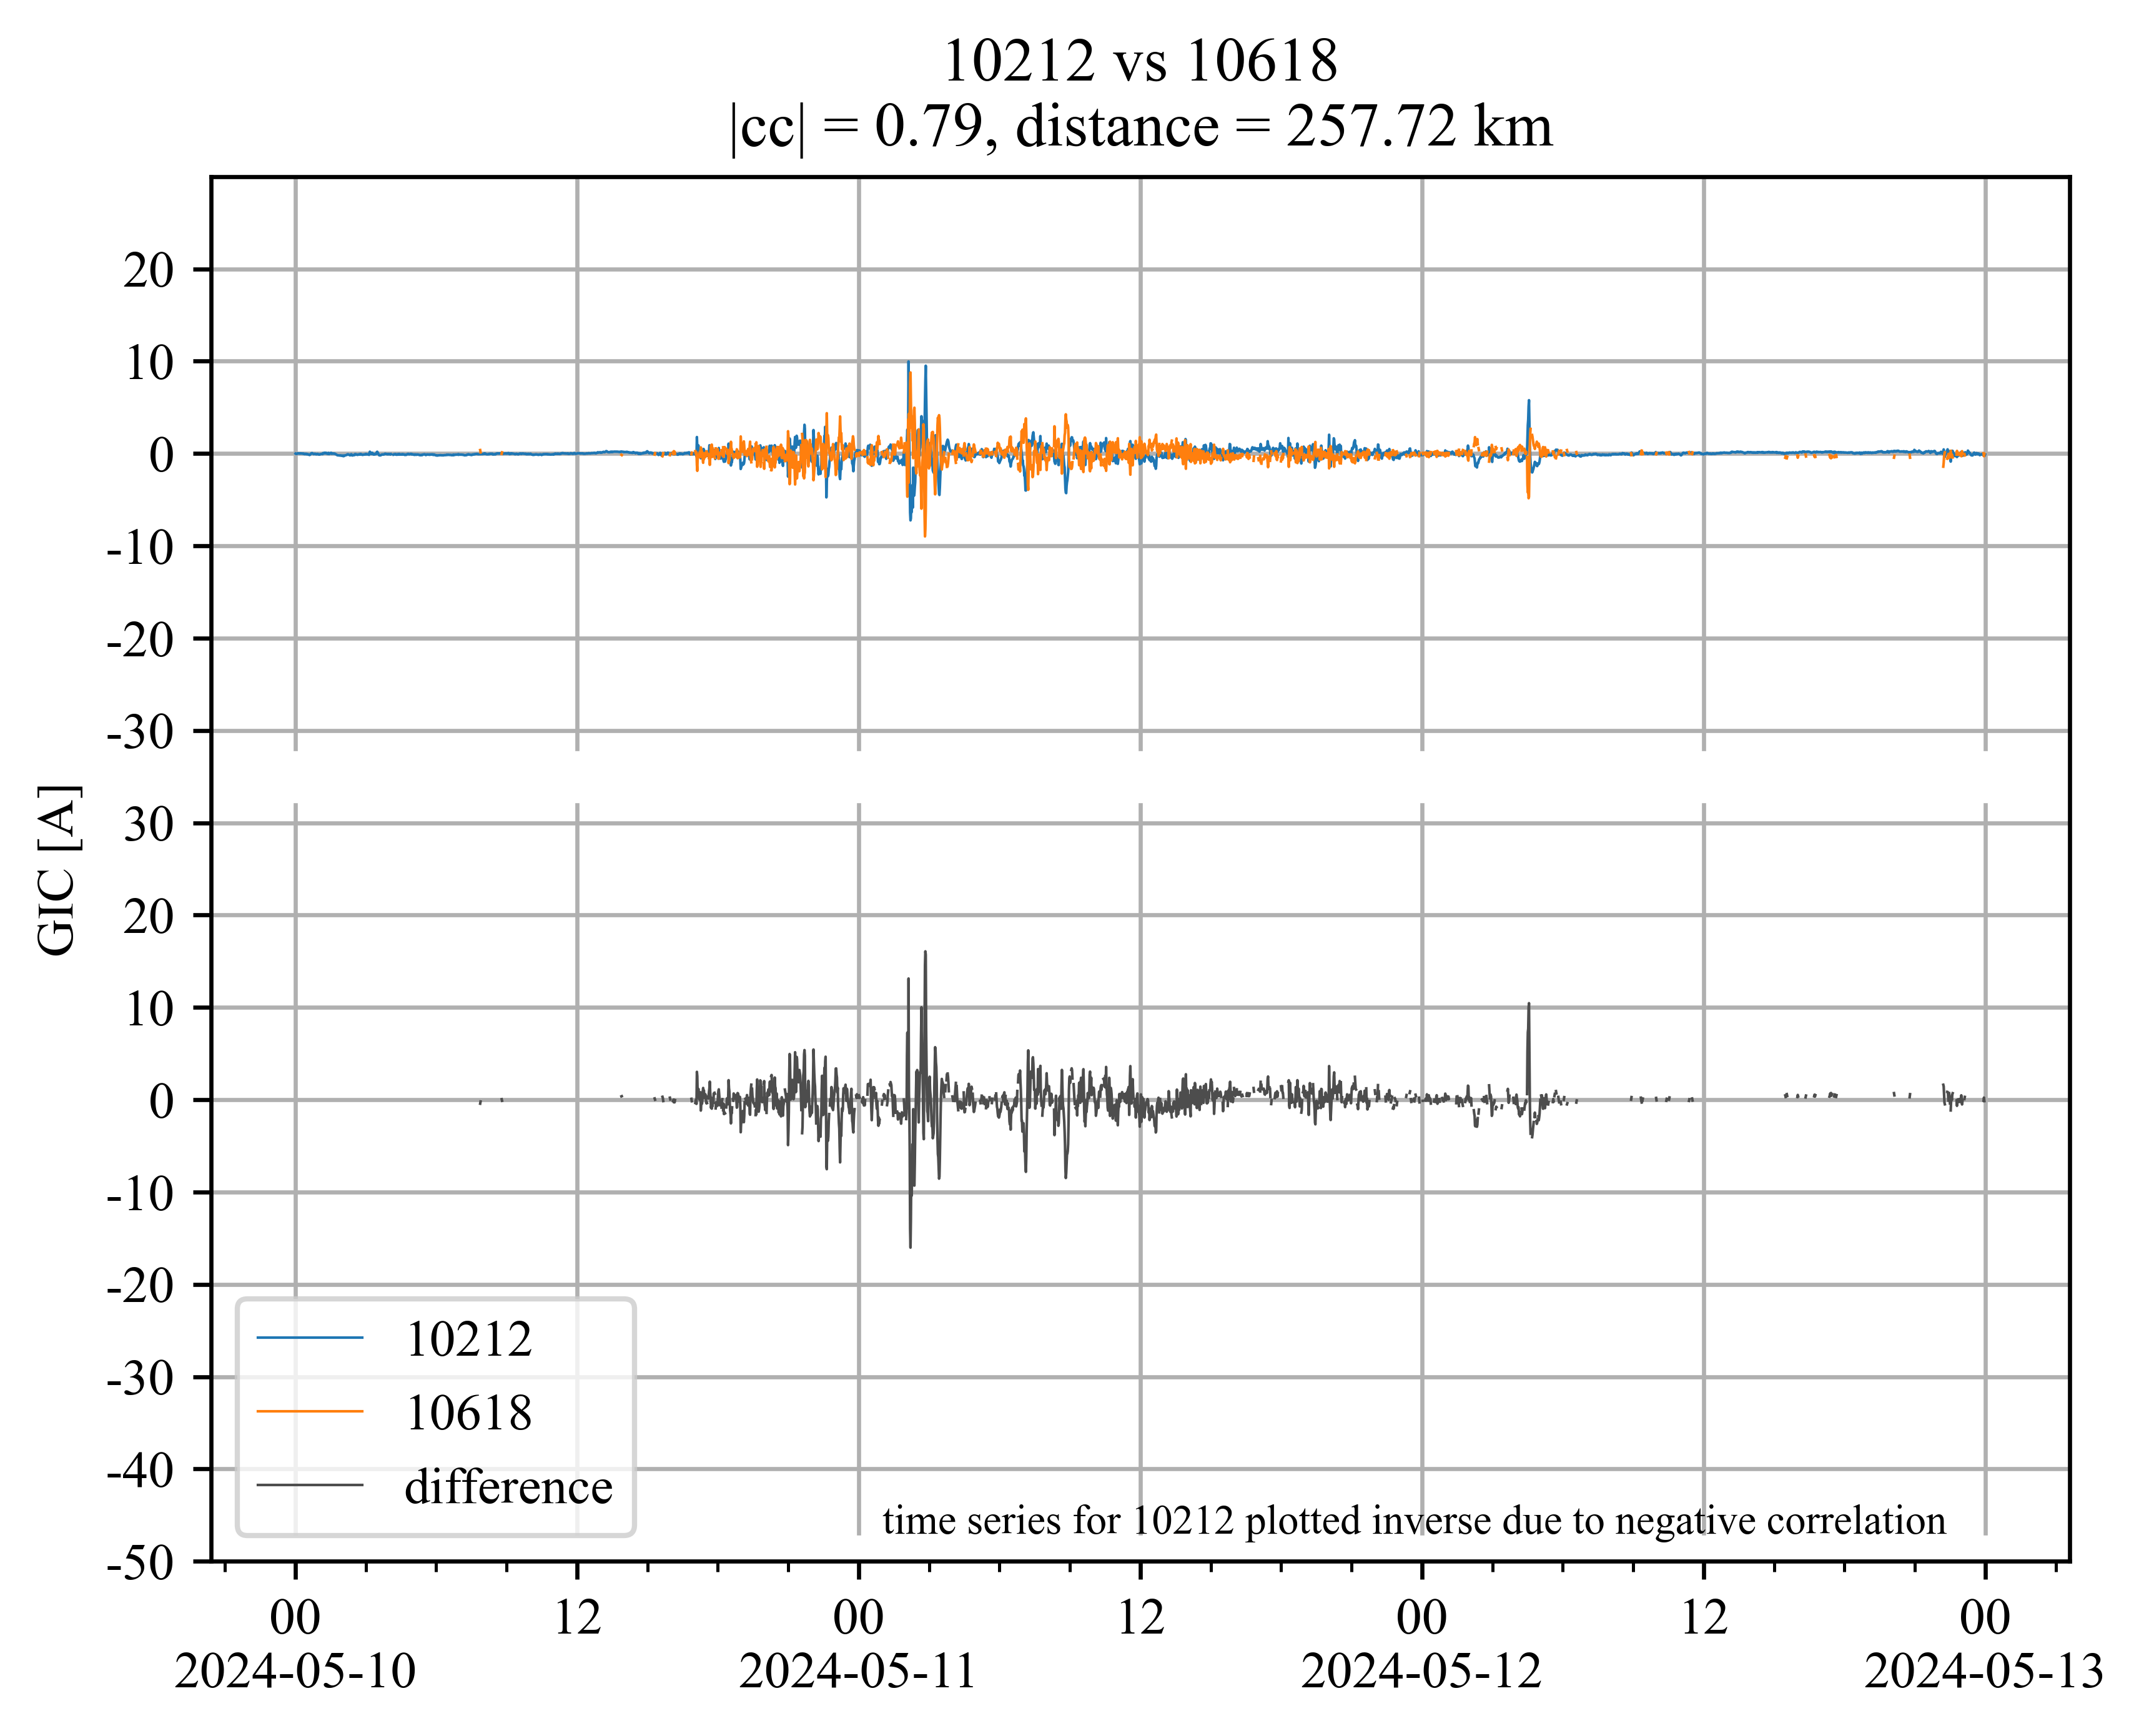 10212 vs 10618
|cc| = 0.79, distance = 257.72 km
GIC [A]
20
10
0
-10
-20
-30
30
20
10
0
-10
-20
-30
-40
-50
10212
10618
difference
time series for 10212 plotted inverse due to negative correlation
00 12 00 12 00 12 00
2024-05-10 2024-05-11 2024-05-12 2024-05-13